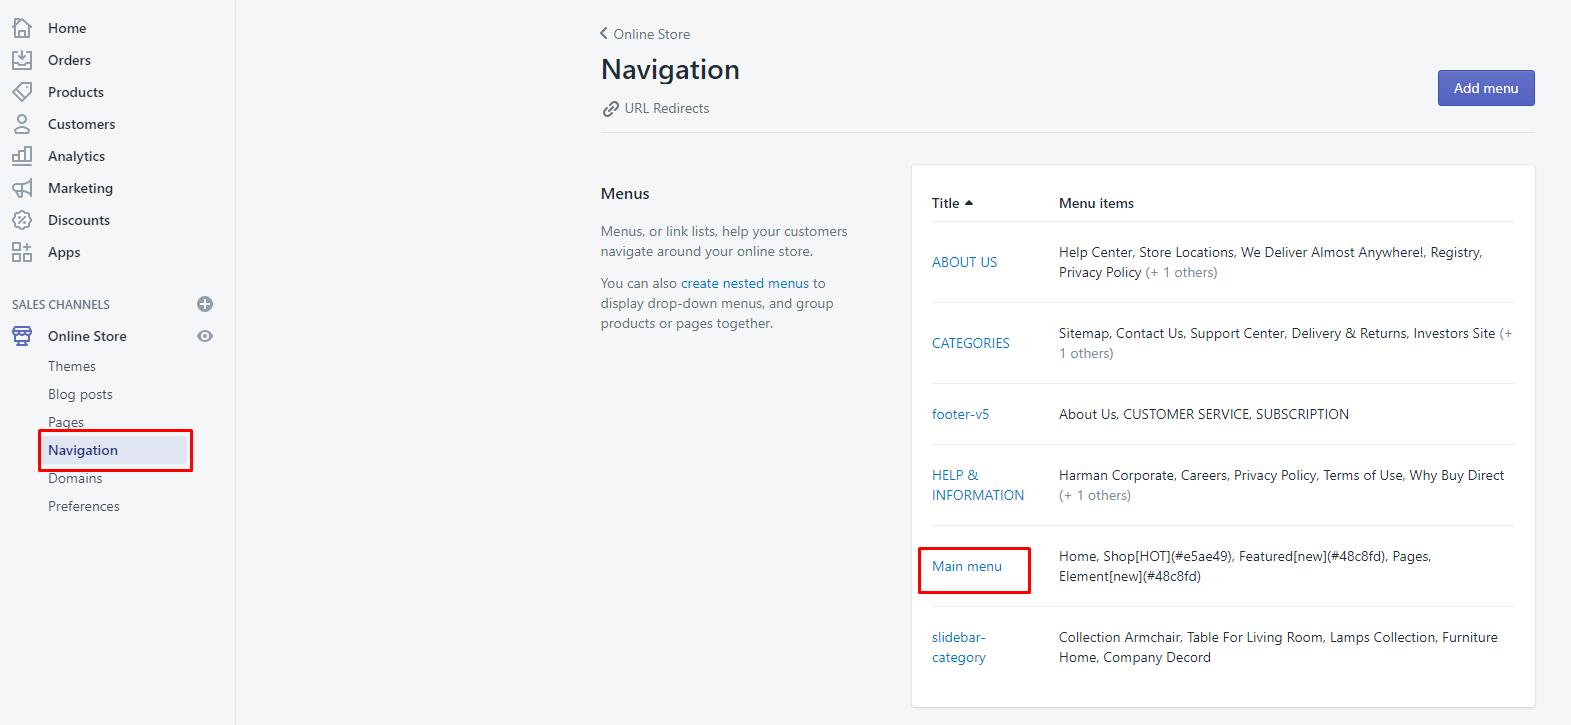 Home
Orders
Products
Customers
Analytics
Marketing
Discounts
Apps
SALES CHANNELS
Online Store
Themes
Blog posts
Pages
Navigation
Domains
Preferences
Online Store
Navigation
URL Redirects
Add menu
Menus
Menus, or link lists, help your customers
navigate around your online store.
You can also create nested menus to
display drop-down menus, and group
products or pages together.
Title Menu items
ABOUT US
Help Center, Store Locations, We Deliver Almost Anywhere!, Registry,
Privacy Policy (+ 1 others)
CATEGORIES
Sitemap, Contact Us, Support Center, Delivery & Returns, Investors Site (+
1 others)
footer-v5
About Us, CUSTOMER SERVICE, SUBSCRIPTION
HELP &
INFORMATION
Harman Corporate, Careers, Privacy Policy, Terms of Use, Why Buy Direct
(+ 1 others)
Main menu
Home, Shop[HOT](#e5ae49), Featured[new](#48c8fd), Pages,
Element[new](#48c8fd)
slidebar-
category
Collection Armchair, Table For Living Room, Lamps Collection, Furniture
Home, Company Decord